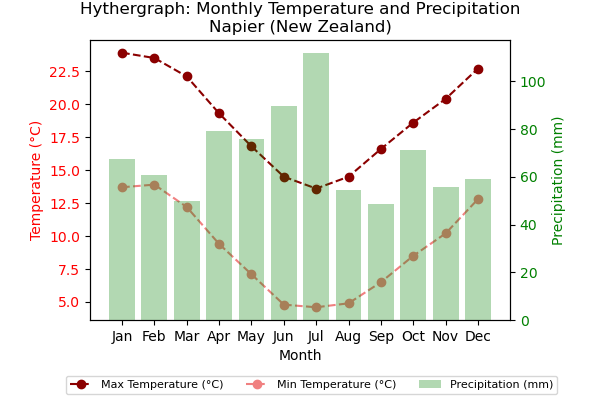 Hythergraph: Monthly Temperature and Precipitation
Napier (New Zealand)
Temperature (°C)
22.5
20.0
17.5
15.0
12.5
10.0
7.5
5.0
100
80
60
40
20
0
Precipitation (mm)
Jan Feb Mar Apr May Jun Jul Aug Sep Oct Nov Dec
Month
Max Temperature (°C) Min Temperature (°C) Precipitation (mm)